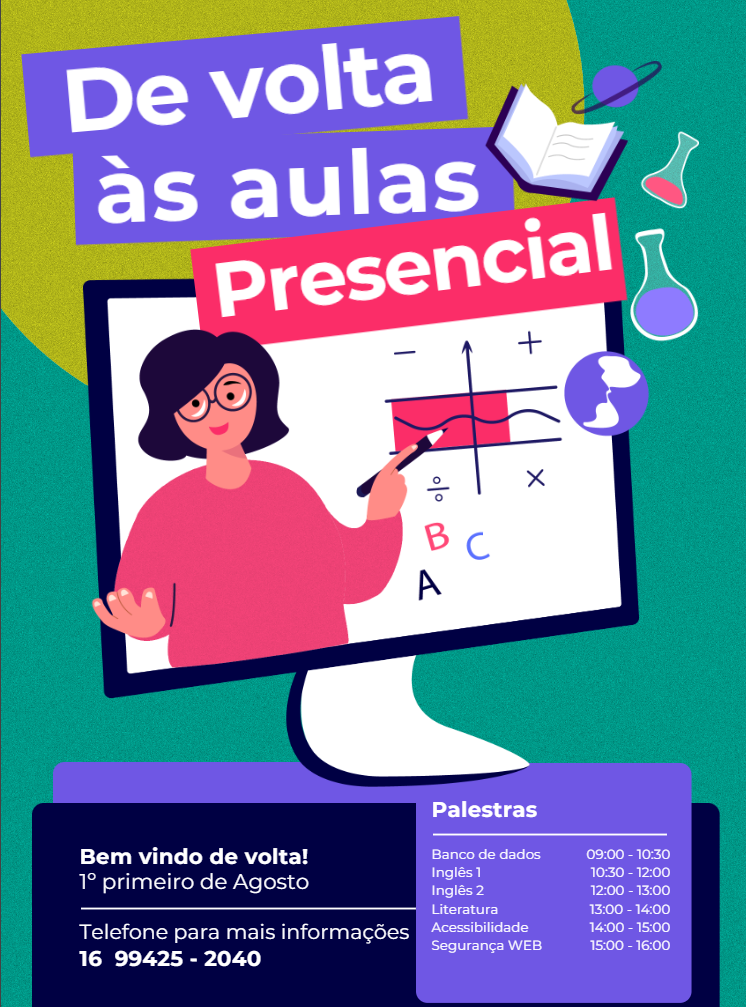 De volta
às aulas
Presencial
− +
÷ ×
B
C
A
Bem vindo de volta!
1º primeiro de Agosto
Telefone para mais informações
16 99425 - 2040
Palestras
Banco de dados 09:00 - 10:30
Inglês 1 10:30 - 12:00
Inglês 2 12:00 - 13:00
Literatura 13:00 - 14:00
Acessibilidade 14:00 - 15:00
Segurança WEB 15:00 - 16:00